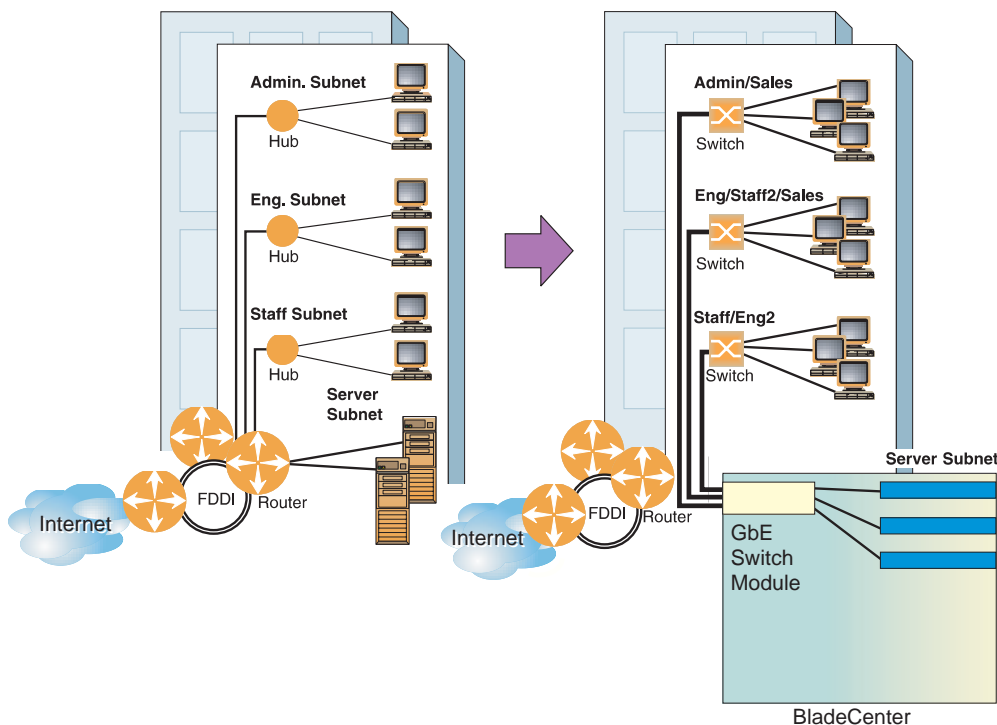 Admin. Subnet
Hub
Eng. Subnet
Hub
Staff Subnet
Hub
Server
Subnet
FDDI
Router
Internet
Admin/Sales
Switch
Eng/Staff2/Sales
Switch
Staff/Eng2
Switch
Server Subnet
FDDI
Router
Internet
GbE
Switch
Module
BladeCenter